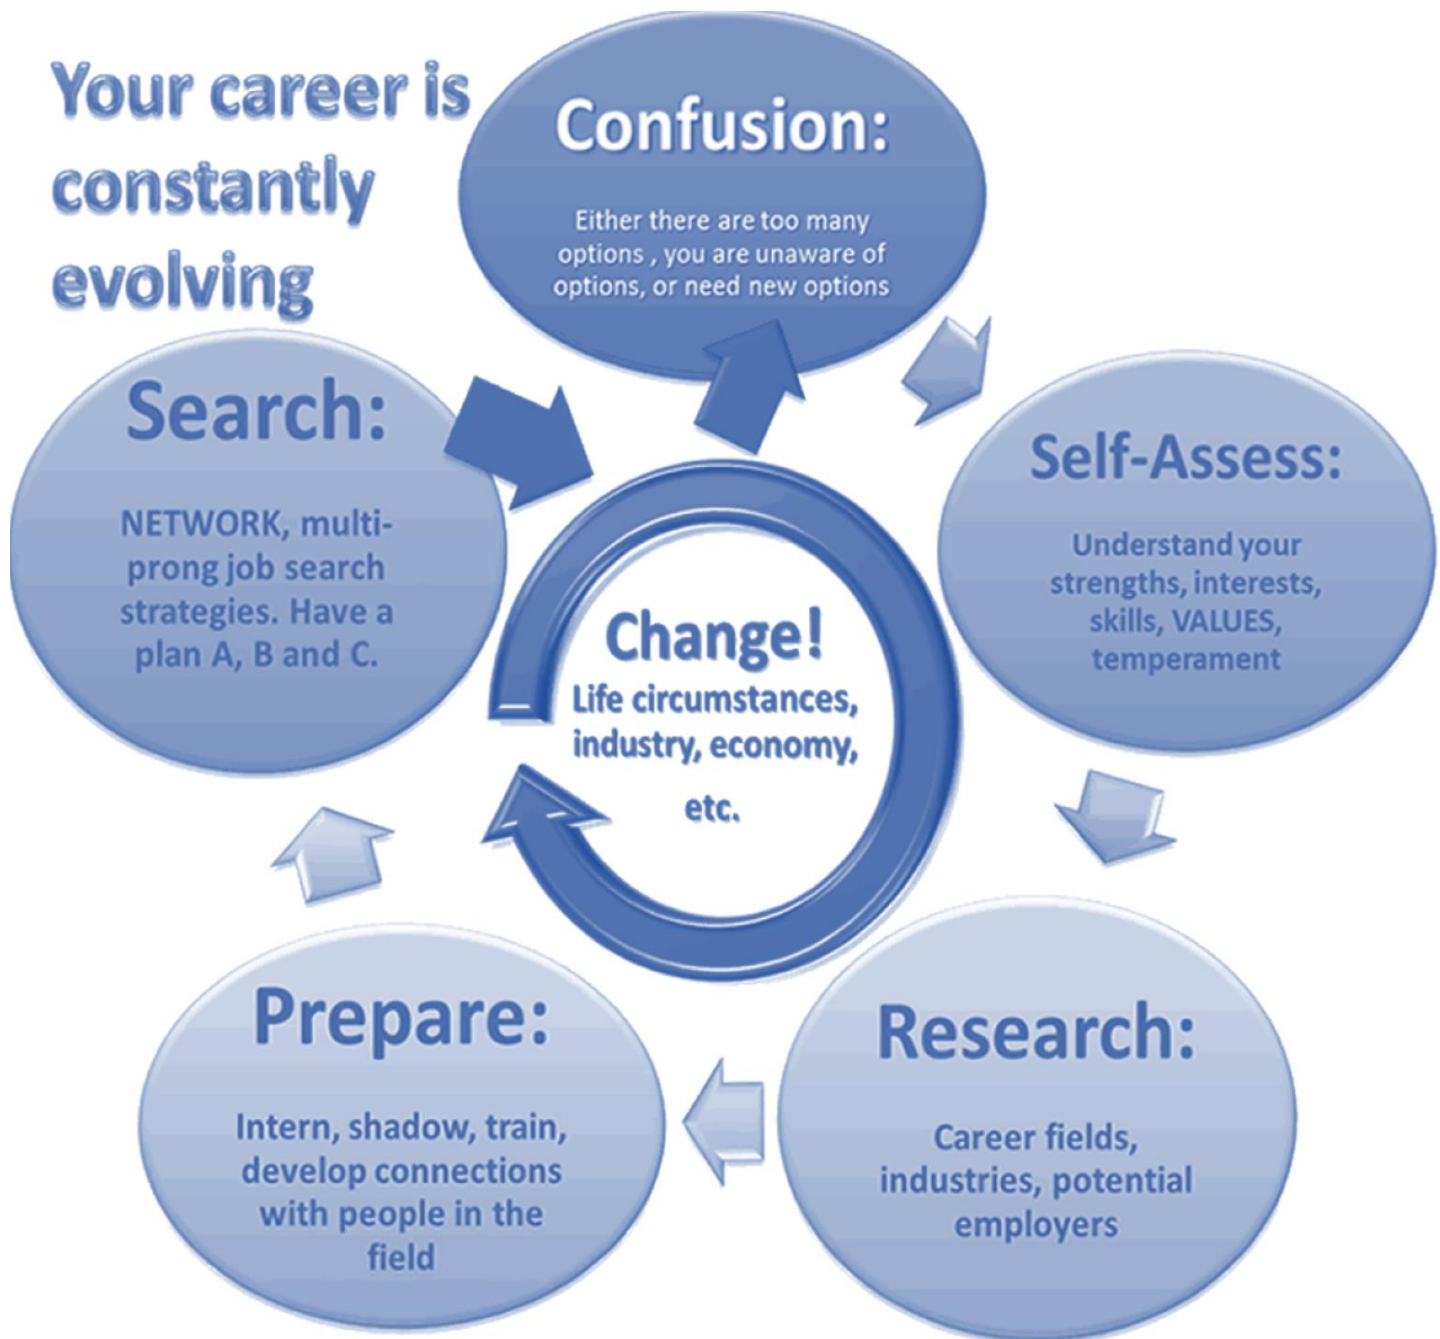 Your career is
constantly
evolving
Confusion:
Either there are too many
options , you are unaware of
options, or need new options
Self-Assess:
Understand your
strengths, interests,
skills, VALUES,
temperament
Research:
Career fields,
industries, potential
employers
Prepare:
Intern, shadow, train,
develop connections
with people in the
field
Search:
NETWORK, multi-
prong job search
strategies. Have a
plan A, B and C.
Change!
Life circumstances,
industry, economy,
etc.